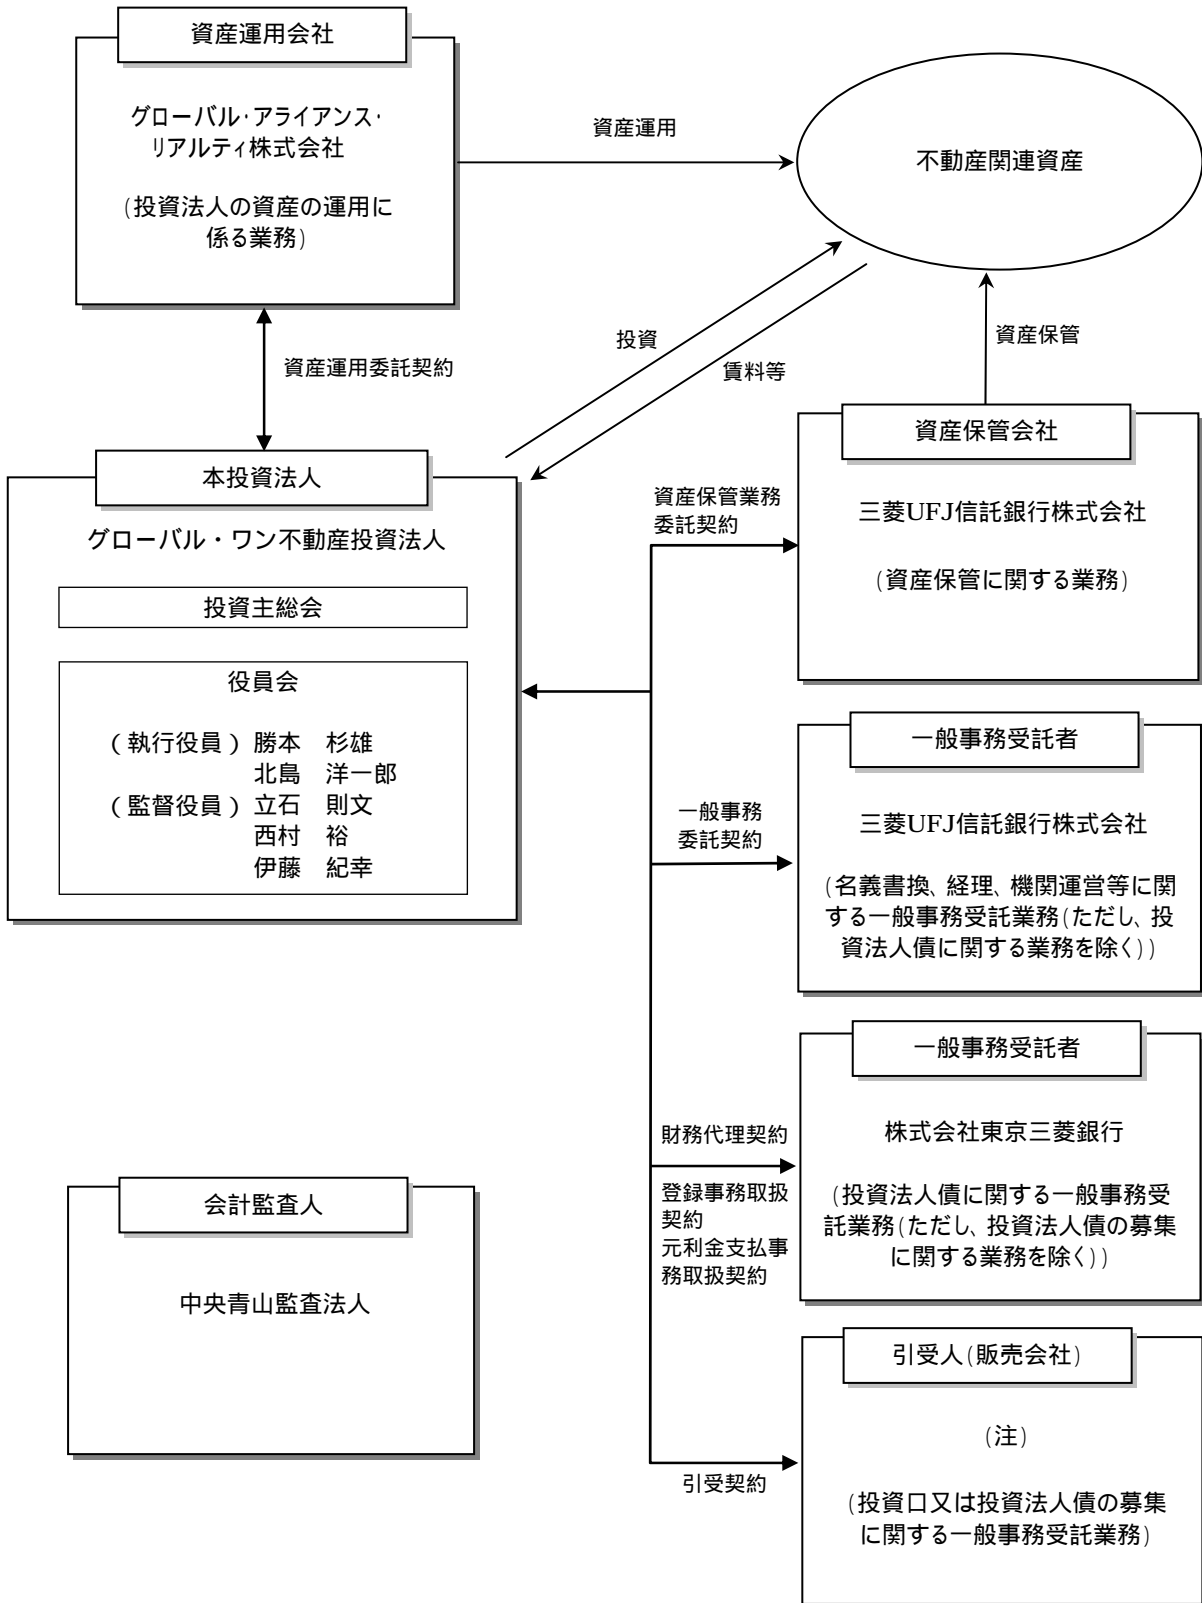 資産運用会社
グローバル・アライアンス・
リアルティ株式会社
(投資法人の資産の運用に
係る業務)
資産運用
不動産関連資産
資産運用委託契約
投資
賃料等
資産保管
本投資法人
グローバル・ワン不動産投資法人
投資主総会
役員会
(執行役員) 勝本 杉雄
北島 洋一郎
(監督役員) 立石 則文
西村 裕
伊藤 紀幸
資産保管業務
委託契約
資産保管会社
三菱UFJ信託銀行株式会社
(資産保管に関する業務)
一般事務
委託契約
一般事務受託者
三菱UFJ信託銀行株式会社
(名義書換、経理、機関運営等に関
する一般事務受託業務(ただし、投
資法人債に関する業務を除く))
財務代理契約
登録事務取扱
契約
元利金支払事
務取扱契約
一般事務受託者
株式会社東京三菱銀行
(投資法人債に関する一般事務受
託業務(ただし、投資法人債の募集
に関する業務を除く))
会計監査人
中央青山監査法人
引受契約
引受人(販売会社)
(注)
(投資口又は投資法人債の募集
に関する一般事務受託業務)